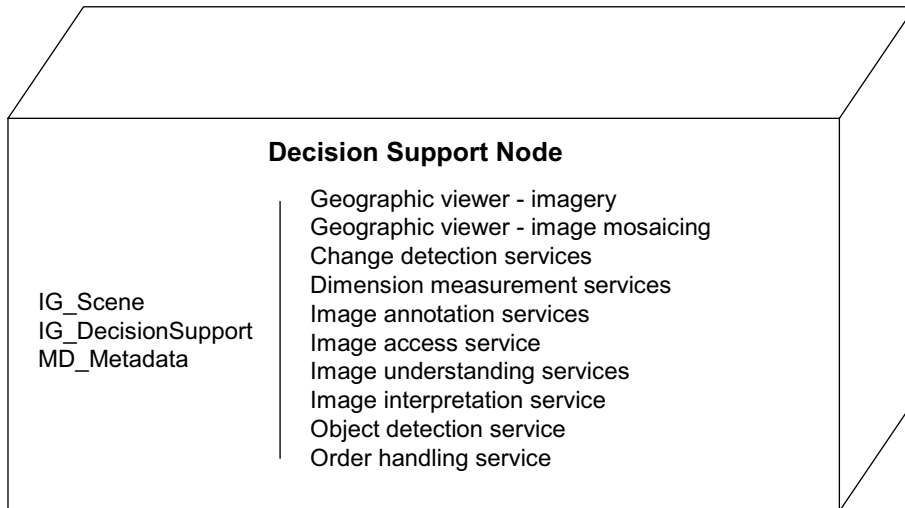 Decision Support Node
IG_Scene
IG_DecisionSupport
MD_Metadata
Geographic viewer - imagery
Geographic viewer - image mosaicing
Change detection services
Dimension measurement services
Image annotation services
Image access service
Image understanding services
Image interpretation service
Object detection service
Order handling service